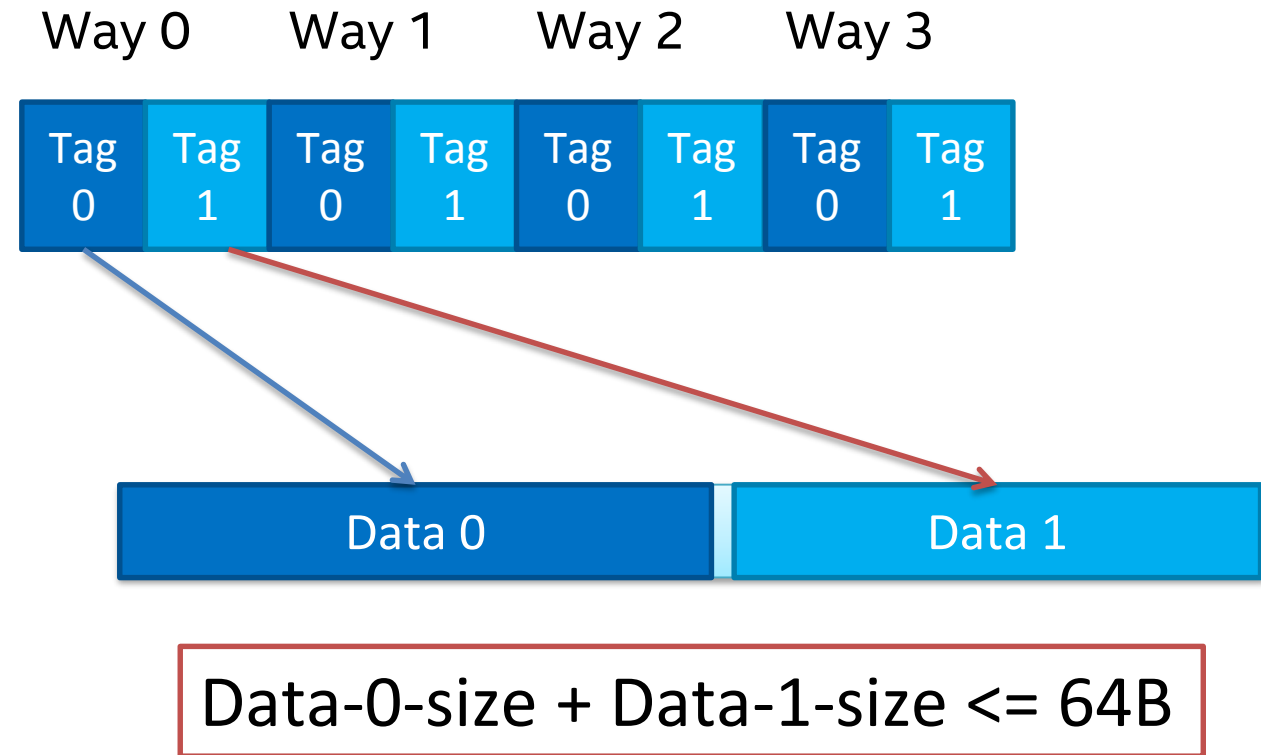 Way 0 Way 1 Way 2 Way 3
Tag Tag Tag Tag Tag Tag Tag Tag
0 1 0 1 0 1 0 1
Data 0 Data 1
Data-0-size + Data-1-size <= 64B